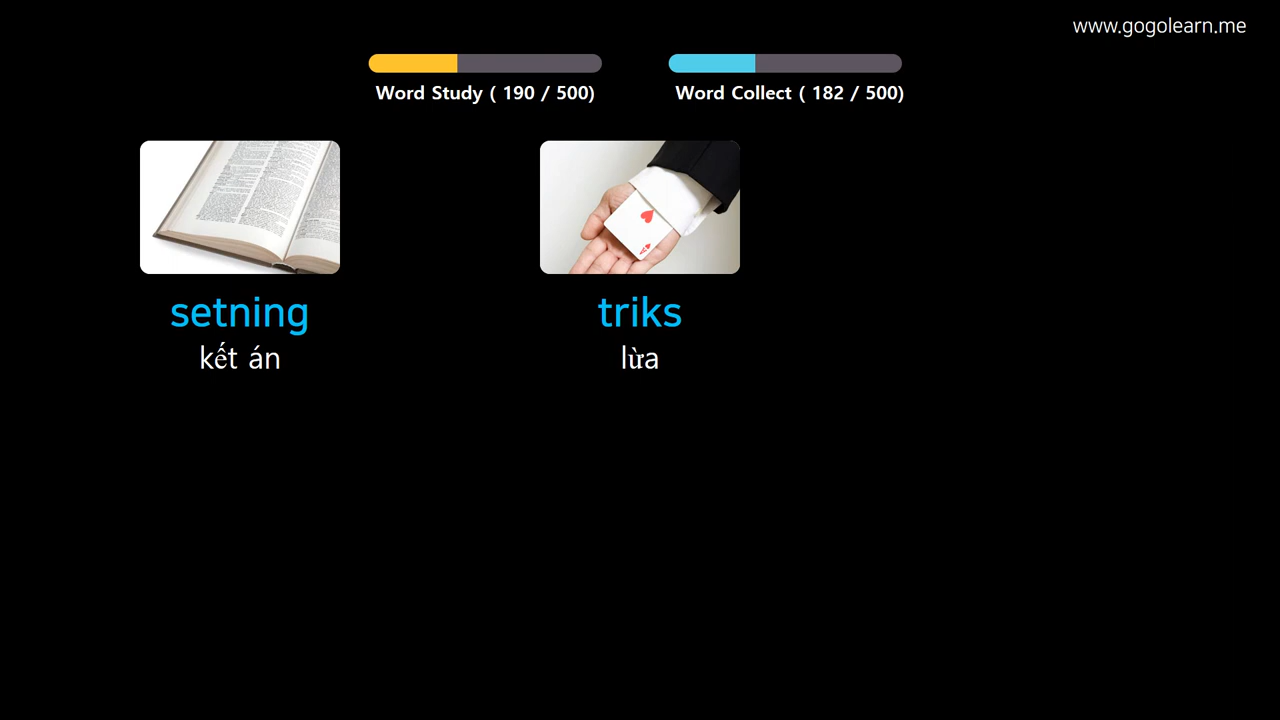 www.gogolearn.me
Word Study ( 190 / 500)
Word Collect ( 182 / 500)
setning
kết án
triks
lừa